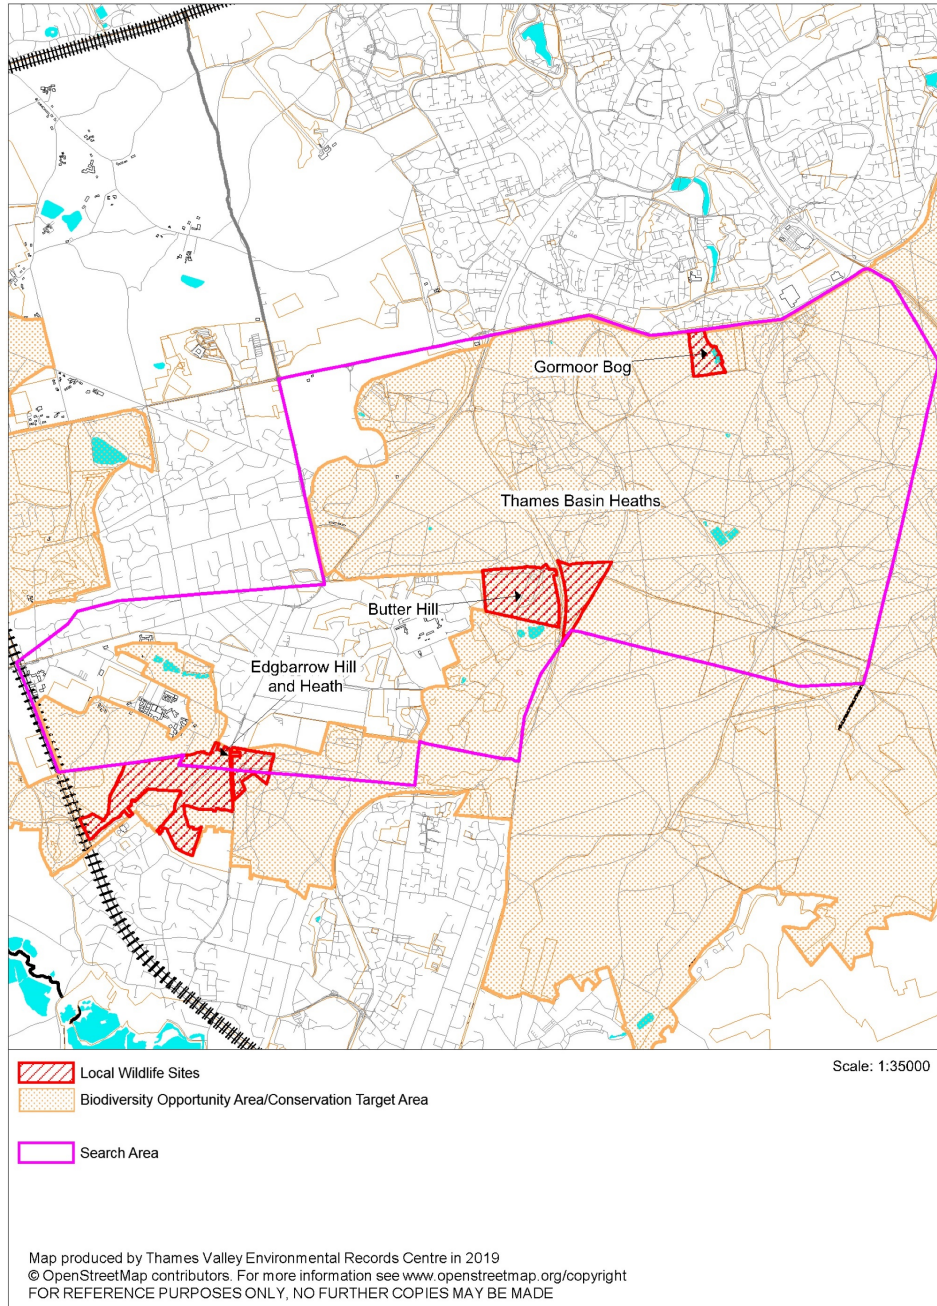 Gormoor Bog
Thames Basin Heaths
Butter Hill
Edgbarrow Hill
and Heath
Local Wildlife Sites
Scale: 1:35000
Biodiversity Opportunity Area/Conservation Target Area
Search Area
Map produced by Thames Valley Environmental Records Centre in 2019
© OpenStreetMap contributors. For more information see www.openstreetmap.org/copyright
FOR REFERENCE PURPOSES ONLY, NO FURTHER COPIES MAY BE MADE